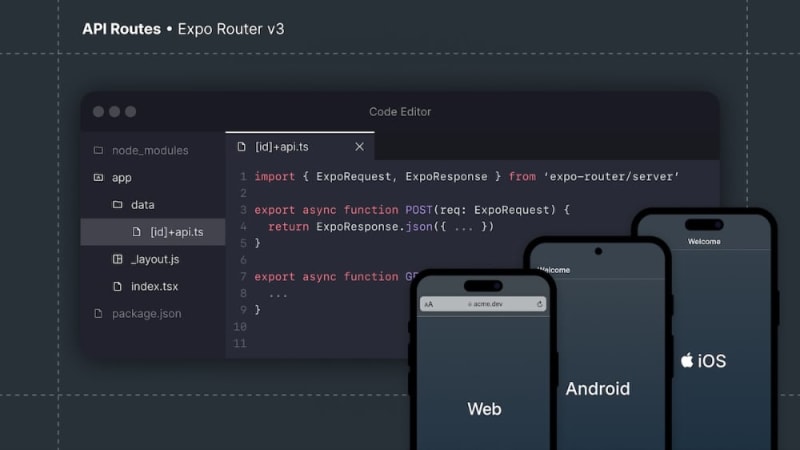 API Routes • Expo Router v3
Code Editor
node_modules
app
data
[id]+api.ts
_layout.js
index.tsx
package.json
[id]+api.ts
1 import { ExpoRequest, ExpoResponse } from ‘expo-router/server’
2
3 export async function POST(req: ExpoRequest) {
4 return ExpoResponse.json({ ... })
5 }
6
7 export async function
8 ...
9 }
10
11
AA acme.dev
Web
Welcome
Android
Welcome
iOS